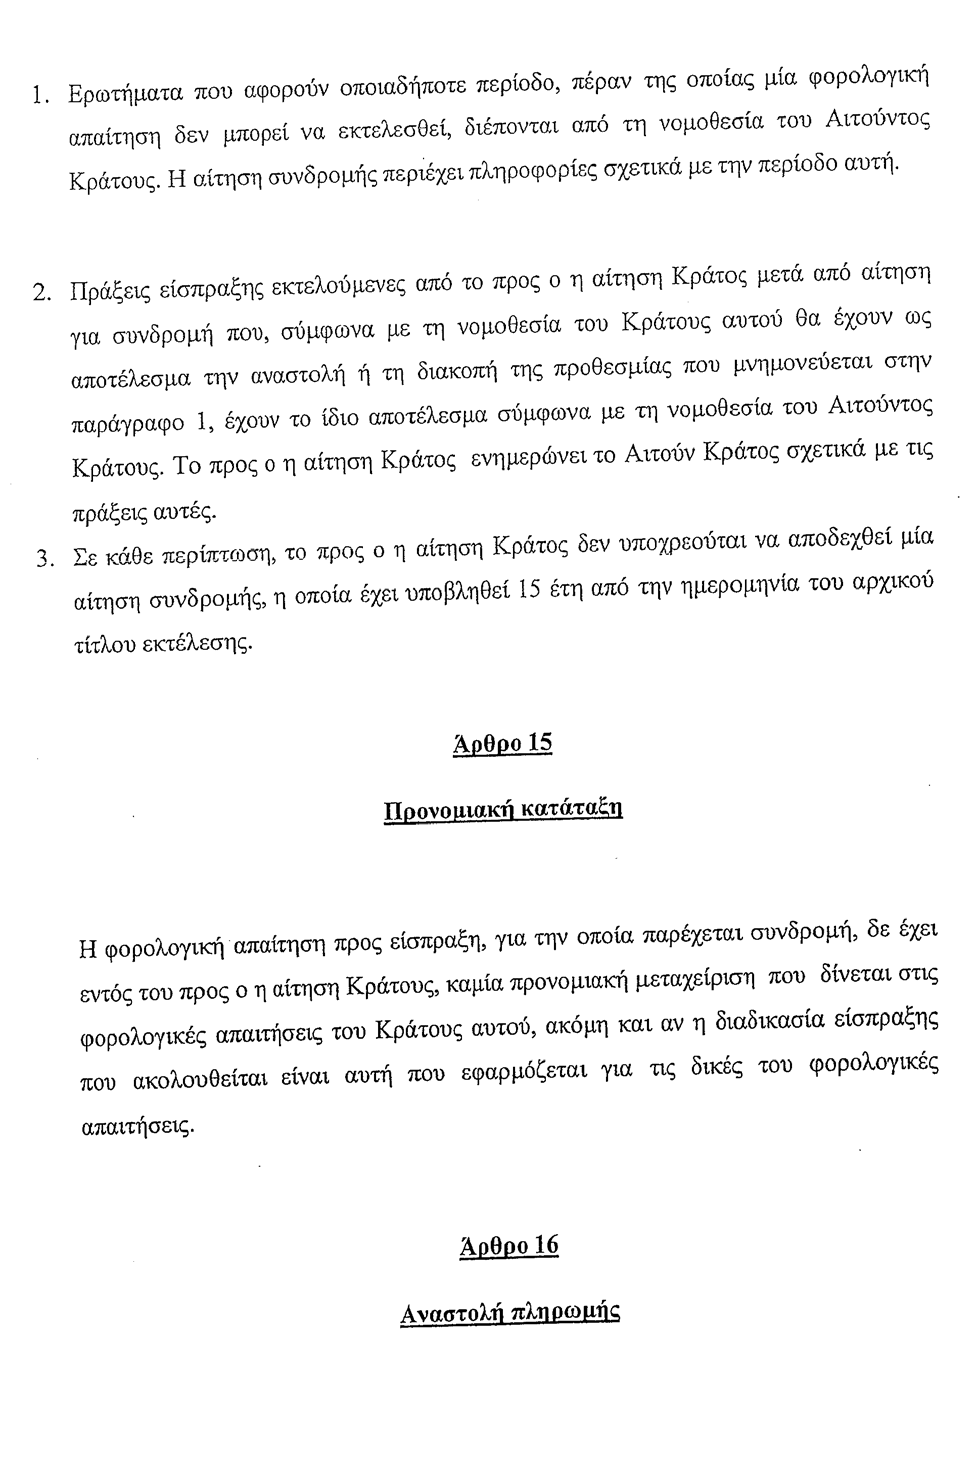 1. Ερωτήματα που αφορούν οποιαδήποτε περίοδο, πέραν της οποίας μία φορολογική
απαίτηση δεν μπορεί να εκτελεσθεί, διέπονται από τη νομοθεσία του Αιτούντος
Κράτους. Η αίτηση συνδρομής περιέχει πληροφορίες σχετικά με την περίοδο αυτή.
2. Πράξεις είσπραξης εκτελούμενες από το προς ο η αίτηση Κράτος μετά από αίτηση
για συνδρομή που, σύμφωνα με τη νομοθεσία του Κράτους αυτού θα έχουν ως
αποτέλεσμα την αναστολή ή τη διακοπή της προθεσμίας που μνημονεύεται στην
παράγραφο 1, έχουν το ίδιο αποτέλεσμα σύμφωνα με τη νομοθεσία του Αιτούντος
Κράτους. Το προς ο η αίτηση Κράτος ενημερώνει το Αιτούν Κράτος σχετικά με τις
πράξεις αυτές.
3. Σε κάθε περίπτωση, το προς ο η αίτηση Κράτος δεν υποχρεούται να αποδεχθεί μία
αίτηση συνδρομής, η οποία έχει υποβληθεί 15 έτη από την ημερομηνία του αρχικού
τίτλου εκτέλεσης.
Άρθρο 15
Προνομιακή κατάταξη
Η φορολογική απαίτηση προς είσπραξη, για την οποία παρέχεται συνδρομή, δε έχει
εντός του προς ο η αίτηση Κράτους, καμία προνομιακή μεταχείριση που δίνεται στις
φορολογικές απαιτήσεις του Κράτους αυτού, ακόμη και αν η διαδικασία είσπραξης
που ακολουθείται είναι αυτή που εφαρμόζεται για τις δικές του φορολογικές
απαιτήσεις.
Άρθρο 16
Αναστολή πληρωμής